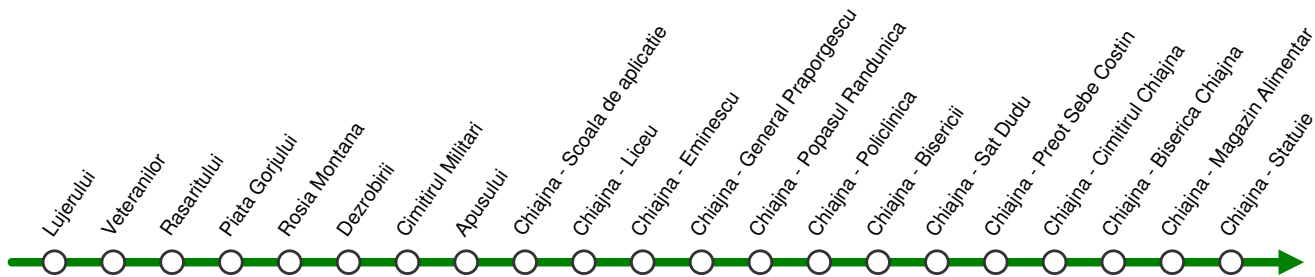 Lujerului
Veteranilor
Rasaritului
Piata Gorjului
Rosia Montana
Dezrobirii
Cimitirul Militari
Apusului
Chiajna - Scoala de aplicatie
Chiajna - Liceu
Chiajna - Eminescu
Chiajna - General Praporgescu
Chiajna - Popasul Randunica
Chiajna - Policlinica
Chiajna - Bisericii
Chiajna - Sat Dudu
Chiajna - Preot Sebe Costin
Chiajna - Cimitirul Chiajna
Chiajna - Biserica Chiajna
Chiajna - Magazin Alimentar
Chiajna - Statuie